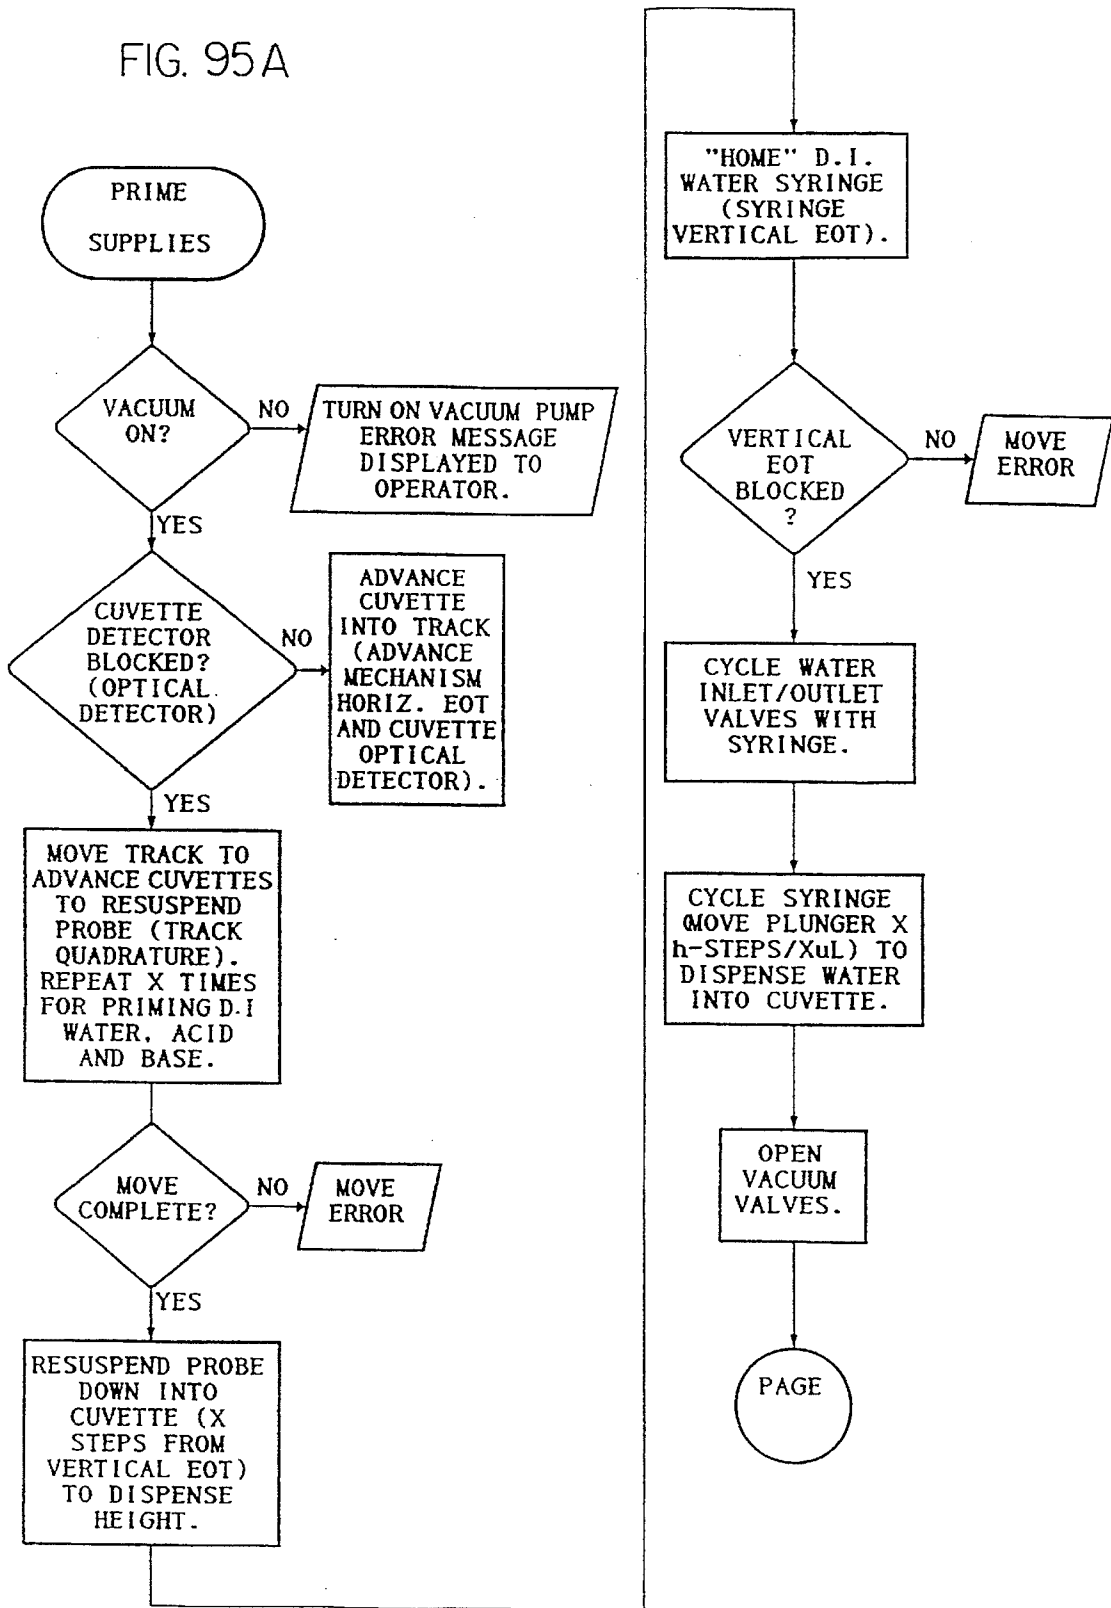 FIG. 95A
PRIME
SUPPLIES
VACUUM
ON?
NO
TURN ON VACUUM PUMP
ERROR MESSAGE
DISPLAYED TO
OPERATOR.
YES
CUVETTE
DETECTOR
BLOCKED?
(OPTICAL
DETECTOR)
NO
ADVANCE
CUVETTE
INTO TRACK
(ADVANCE
MECHANISM
HORIZ. EOT
AND CUVETTE
OPTICAL
DETECTOR).
YES
MOVE TRACK TO
ADVANCE CUVETTES
TO RESUSPEND
PROBE (TRACK
QUADRATURE).
REPEAT X TIMES
FOR PRIMING D.I
WATER, ACID
AND BASE.
MOVE
COMPLETE?
NO
MOVE
ERROR
YES
RESUSPEND PROBE
DOWN INTO
CUVETTE (X
STEPS FROM
VERTICAL EOT)
TO DISPENSE
HEIGHT.
"HOME" D.I.
WATER SYRINGE
(SYRINGE
VERTICAL EOT).
VERTICAL
EOT
BLOCKED
?
NO
MOVE
ERROR
YES
CYCLE WATER
INLET/OUTLET
VALVES WITH
SYRINGE.
CYCLE SYRINGE
(MOVE PLUNGER X
h-STEPS/XuL) TO
DISPENSE WATER
INTO CUVETTE.
OPEN
VACUUM
VALVES.
PAGE